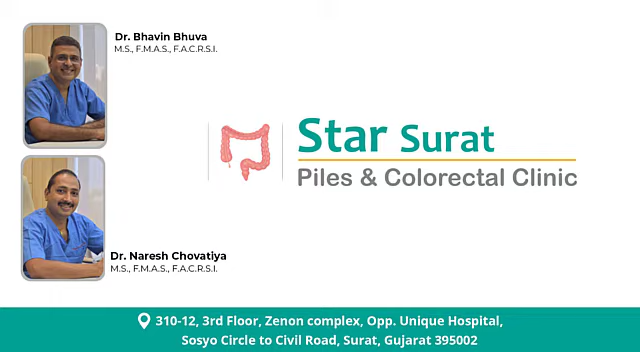 Dr. Bhavin Bhuva
M.S., F.M.A.S., F.A.C.R.S.I.
Star Surat
Piles & Colorectal Clinic
Dr. Naresh Chovatiya
M.S., F.M.A.S., F.A.C.R.S.I.
310-12, 3rd Floor, Zenon complex, Opp. Unique Hospital,
Sosyo Circle to Civil Road, Surat, Gujarat 395002